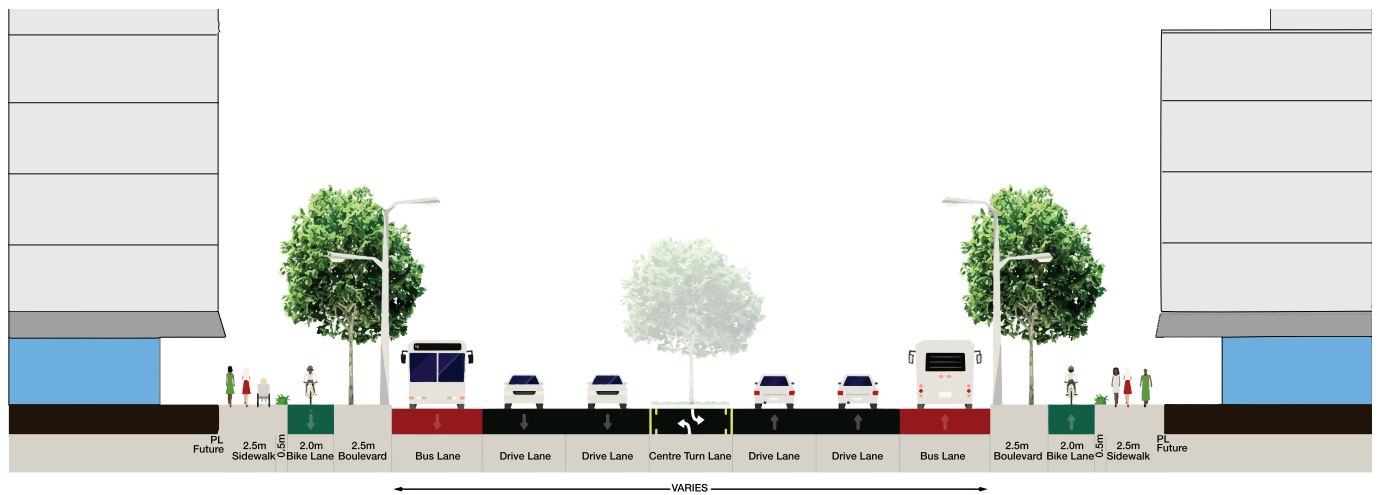 PL
Future
2.5m
Sidewalk
0.5m
2.0m
Bike Lane
2.5m
Boulevard
Bus Lane
Drive Lane
Drive Lane
Centre Turn Lane
Drive Lane
Drive Lane
Bus Lane
2.5m
Boulevard
2.0m
Bike Lane
0.5m
2.5m
Sidewalk
PL
Future
VARIES